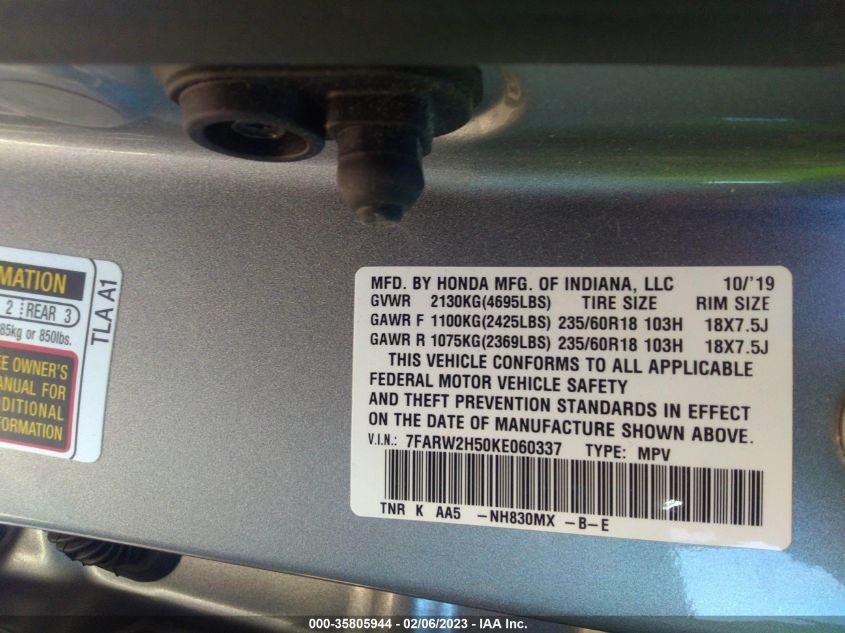 MATION
2 REAR 3
85kg or 850lbs.
EE OWNER'S
ANUAL FOR
DDITIONAL
FORMATION
TLA A1
MFD. BY HONDA MFG. OF INDIANA, LLC 10/'19
GVWR 2130KG(4695LBS) TIRE SIZE RIM SIZE
GAWR F 1100KG(2425LBS) 235/60R18 103H 18X7.5J
GAWR R 1075KG(2369LBS) 235/60R18 103H 18X7.5J
THIS VEHICLE CONFORMS TO ALL APPLICABLE
FEDERAL MOTOR VEHICLE SAFETY
AND THEFT PREVENTION STANDARDS IN EFFECT
ON THE DATE OF MANUFACTURE SHOWN ABOVE.
V.I.N.: 7FARW2H50KE060337 TYPE: MPV
TNR K AA5 -NH830MX -B-E
000-35805944 - 02/06/2023 - IAA Inc.